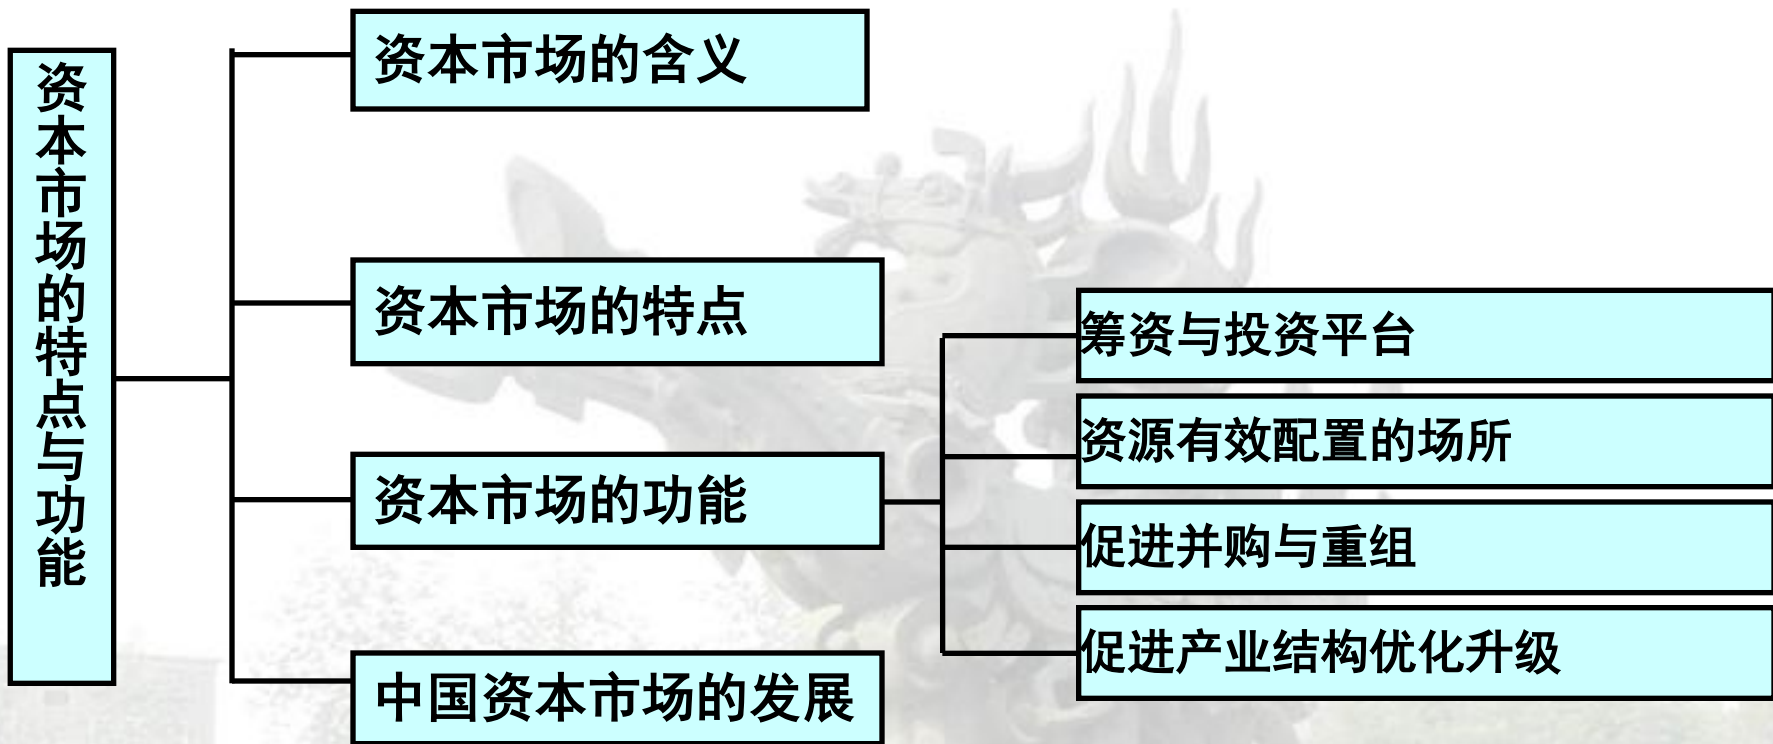 资本市场的特点与功能
资本市场的含义
资本市场的特点
资本市场的功能
筹资与投资平台
资源有效配置的场所
促进并购与重组
促进产业结构优化升级
中国资本市场的发展